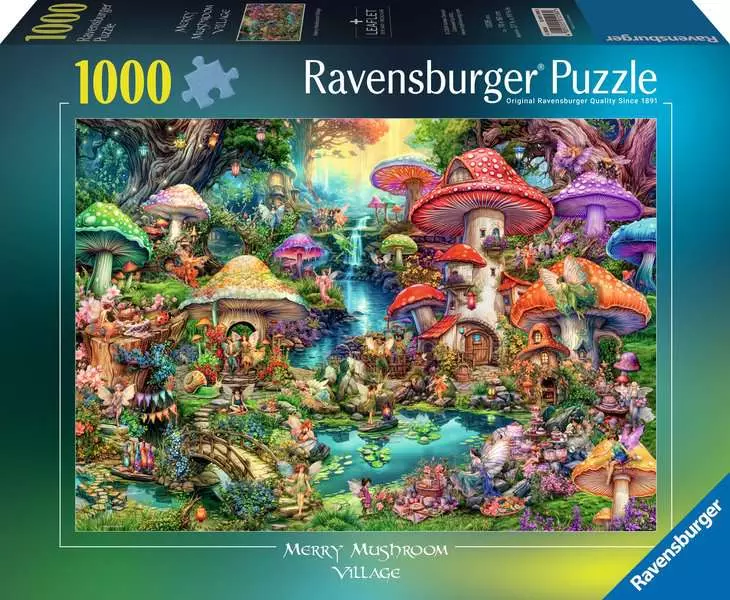 1000
Ravensburger
Puzzle
MERRY
MUSHROOM
VILLAGE
+
LEAFLET
Ravensburger
1000
Ravensburger® Puzzle
Original Ravensburger Quality Since 1891
MERRY MUSHROOM
VILLAGE
Ravensburger